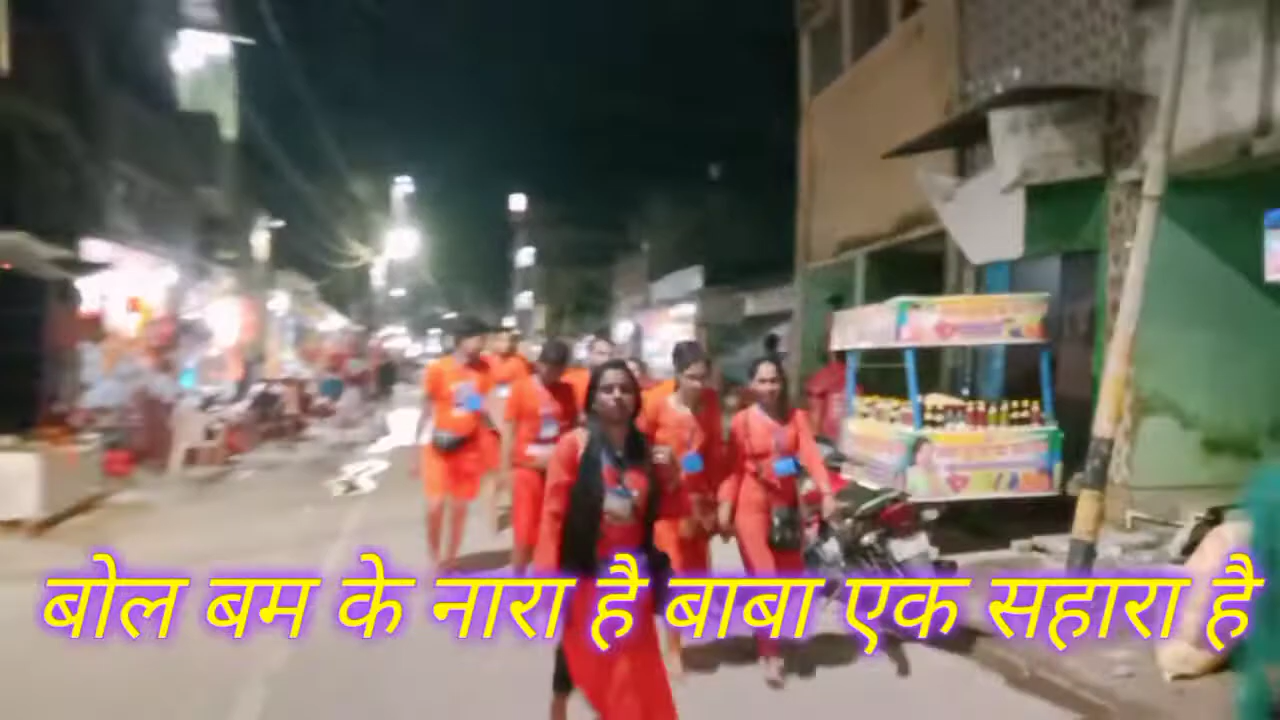 बोल बम के नारा है बाबा एक सहारा है